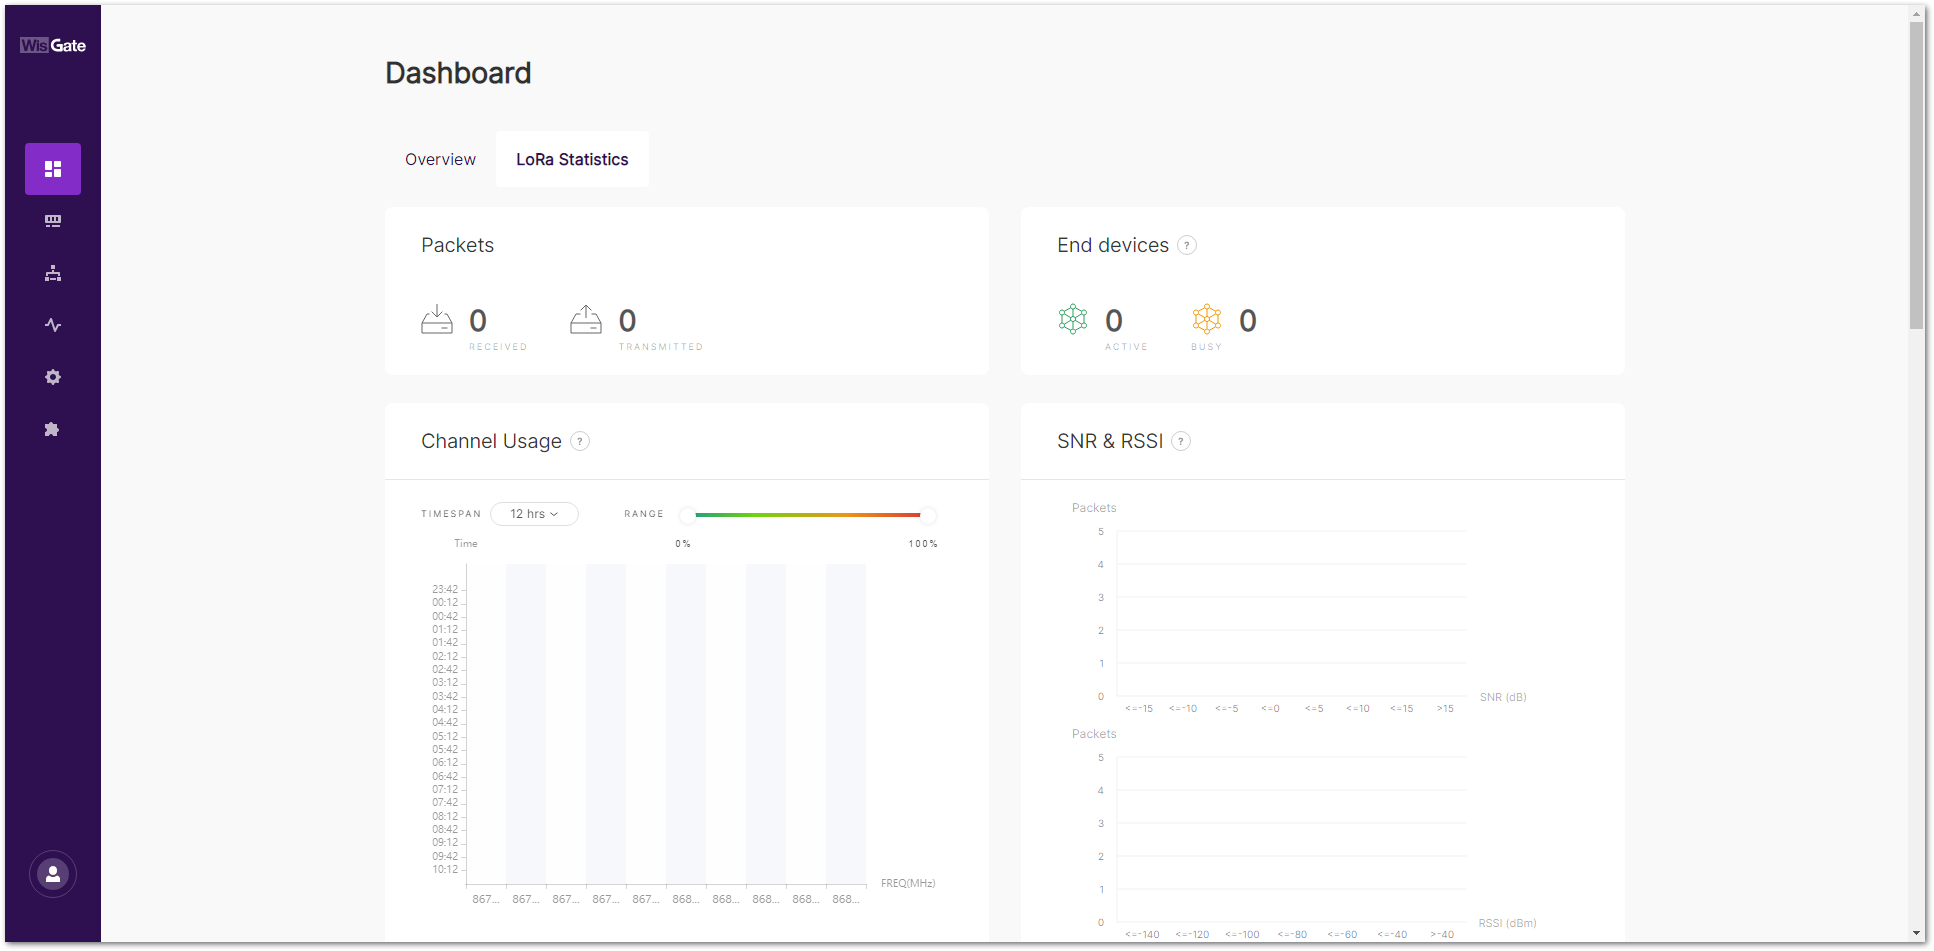 WisGate
Dashboard
Overview
LoRa Statistics
Packets
0
RECEIVED
0
TRANSMITTED
End devices ?
0
ACTIVE
0
BUSY
Channel Usage ?
TIMESPAN 12 hrs
RANGE
0%
100%
Time
23:42
00:12
00:42
01:12
01:42
02:12
02:42
03:12
03:42
04:12
04:42
05:12
05:42
06:12
06:42
07:12
07:42
08:12
08:42
09:12
09:42
10:12
FREQ(MHz)
867... 867... 867... 867... 867... 868... 868... 868... 868... 868...
SNR & RSSI ?
Packets
5
4
3
2
1
0
SNR (dB)
<=-15 <=-10 <=-5 <=0 <=5 <=10 <=15 >15
Packets
5
4
3
2
1
0
RSSI (dBm)
<=-140 <=-120 <=-100 <=-80 <=-60 <=-40 >-40